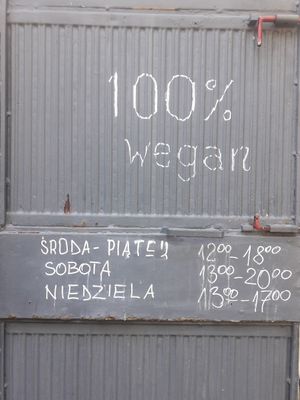 100%
wegan
ŚRODA - PIĄTEK 12⁰⁰-18⁰⁰
SOBOTA 13⁰⁰-20⁰⁰
NIEDZIELA 13⁰⁰-17⁰⁰